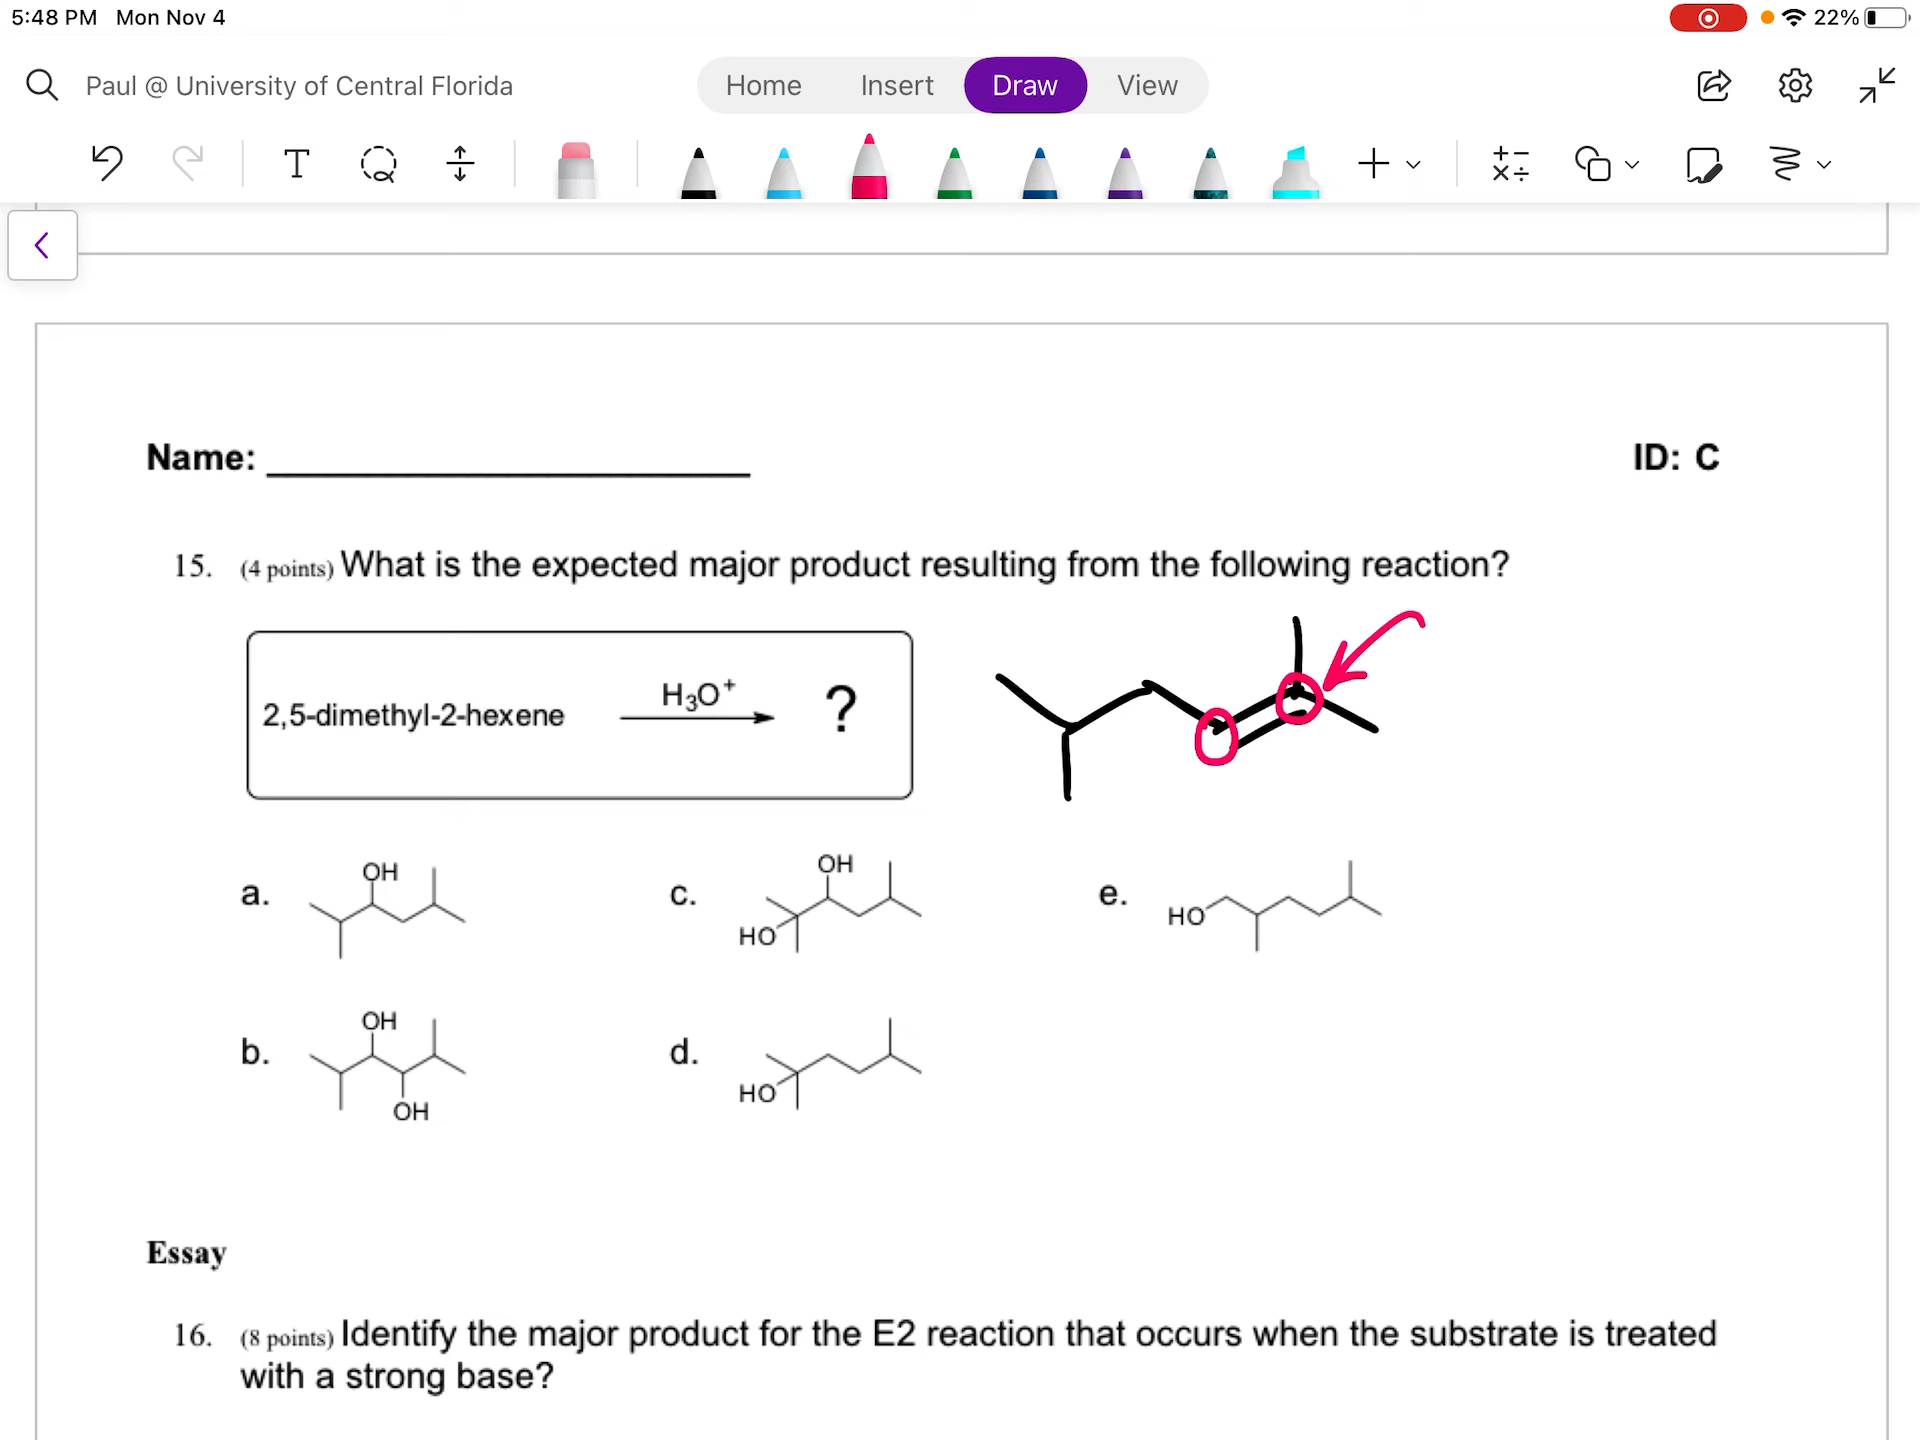 5:48 PM Mon Nov 4
22%
Paul @ University of Central Florida
Home Insert Draw View
Name: ____________________
ID: C
15. (4 points) What is the expected major product resulting from the following reaction?
2,5-dimethyl-2-hexene H₃O⁺ ?
a. OH
c. OH HO
e. HO
b. OH OH
d. HO
Essay
16. (8 points) Identify the major product for the E2 reaction that occurs when the substrate is treated
with a strong base?